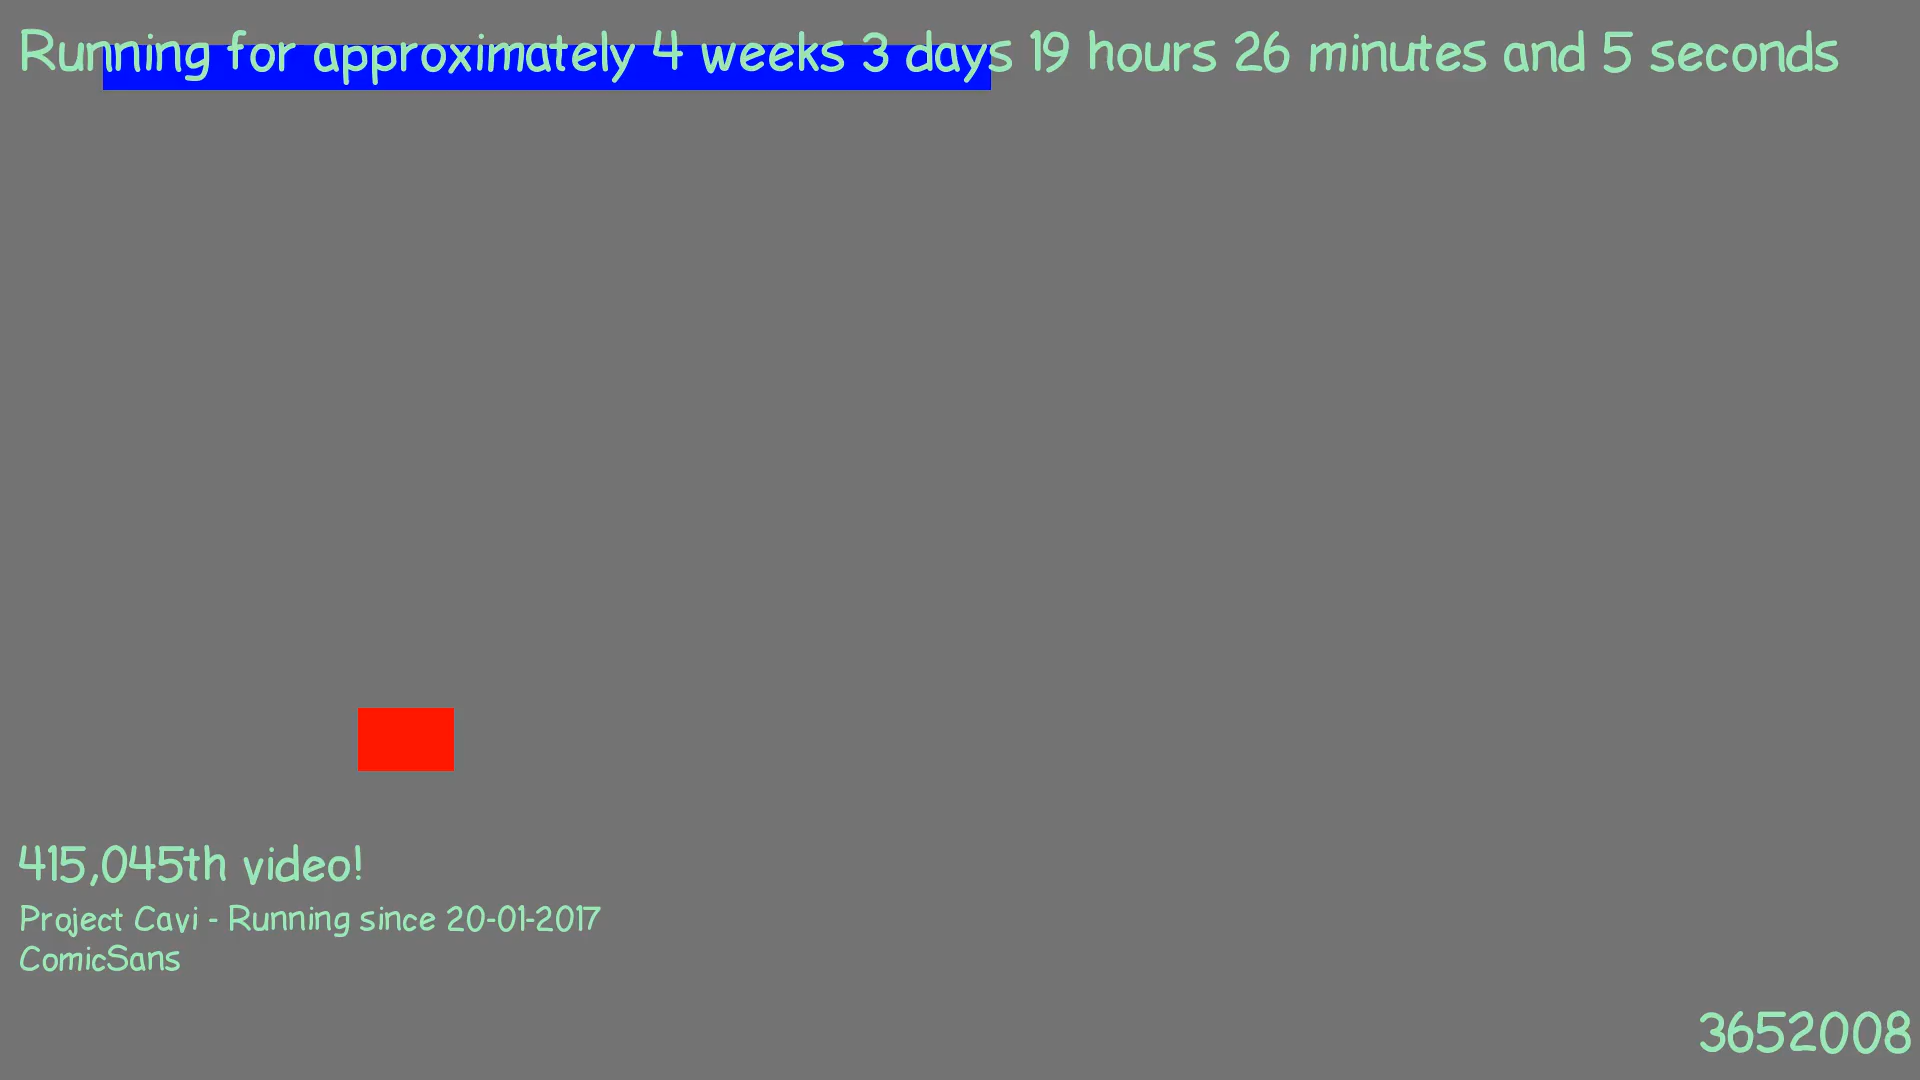 Running for approximately 4 weeks 3 days 19 hours 26 minutes and 5 seconds
415,045th video!
Project Cavi - Running since 20-01-2017
ComicSans
3652008